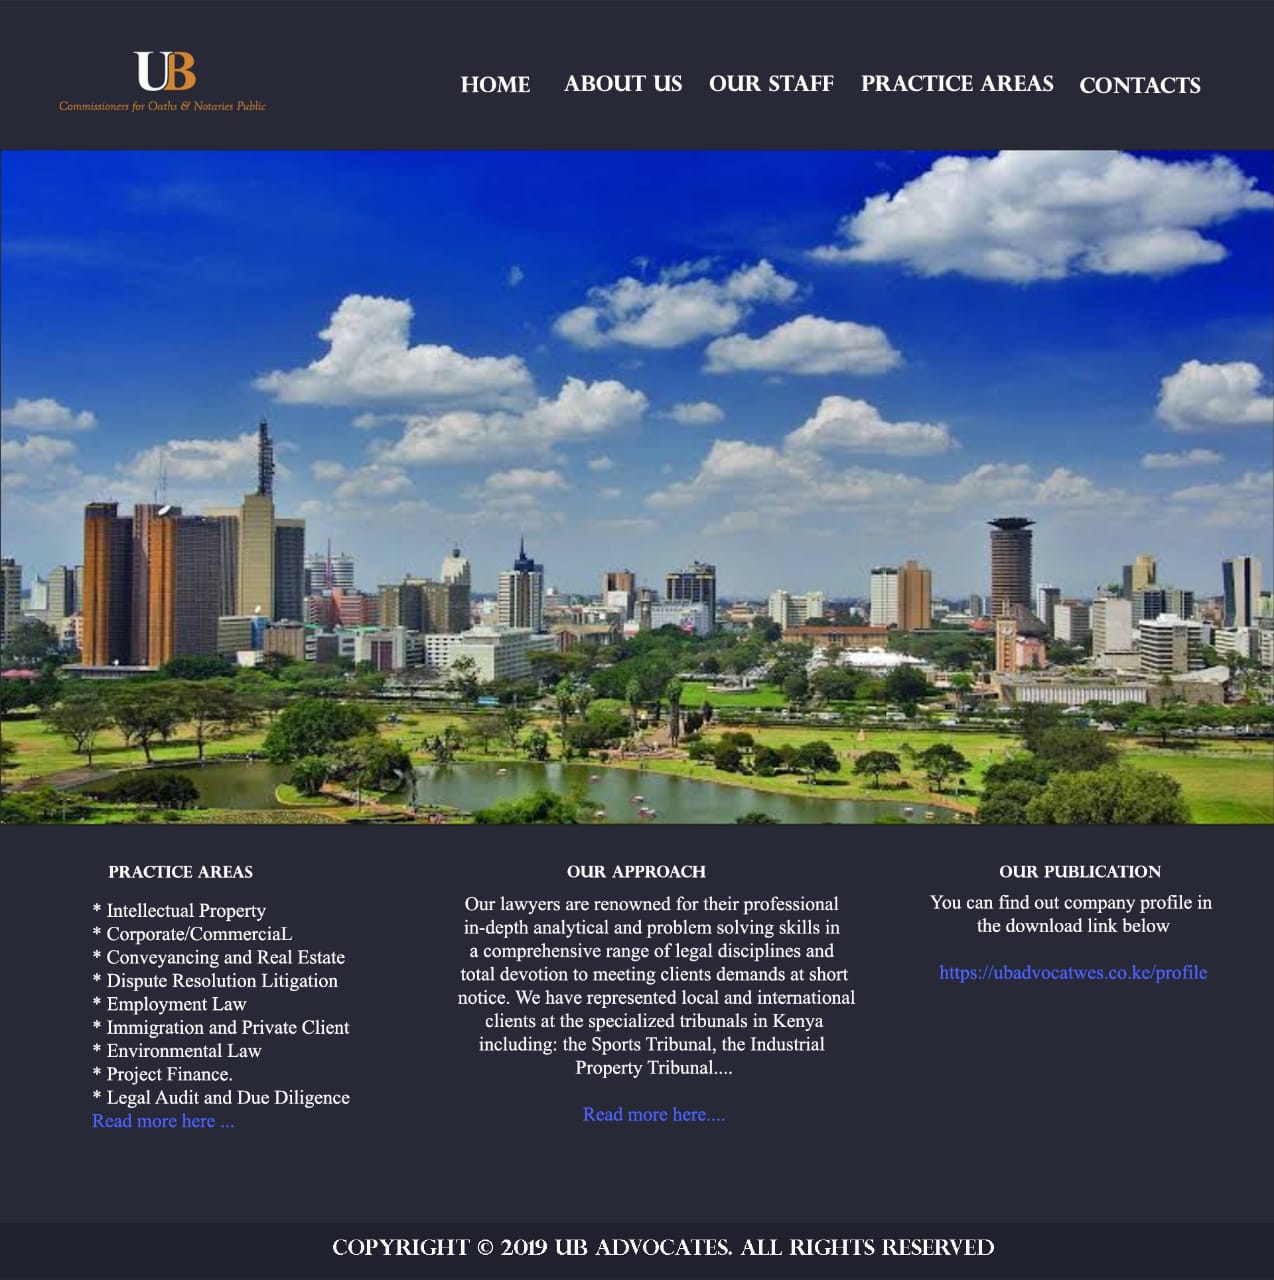 UB
Commissioners for Oaths & Notaries Public
HOME ABOUT US OUR STAFF PRACTICE AREAS CONTACTS
PRACTICE AREAS
* Intellectual Property
* Corporate/CommerciaL
* Conveyancing and Real Estate
* Dispute Resolution Litigation
* Employment Law
* Immigration and Private Client
* Environmental Law
* Project Finance.
* Legal Audit and Due Diligence
Read more here ...
OUR APPROACH
Our lawyers are renowned for their professional
in-depth analytical and problem solving skills in
a comprehensive range of legal disciplines and
total devotion to meeting clients demands at short
notice. We have represented local and international
clients at the specialized tribunals in Kenya
including: the Sports Tribunal, the Industrial
Property Tribunal....
Read more here....
OUR PUBLICATION
You can find out company profile in
the download link below
https://ubadvocatwes.co.ke/profile
COPYRIGHT © 2019 UB ADVOCATES. ALL RIGHTS RESERVED